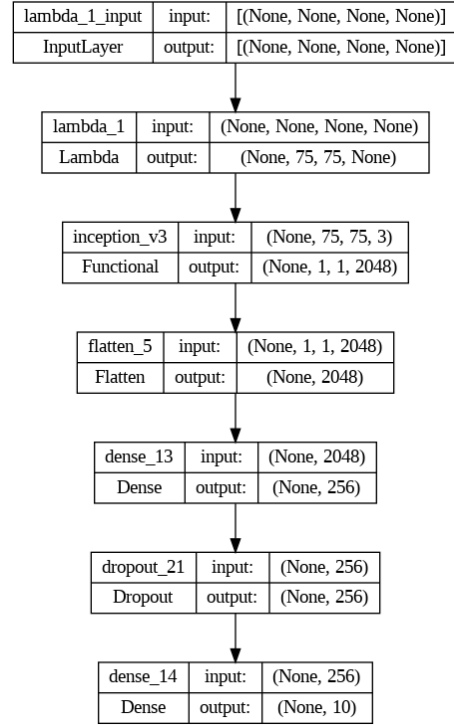 lambda_1_input input: [(None, None, None, None)]
InputLayer output: [(None, None, None, None)]
lambda_1 input: (None, None, None, None)
Lambda output: (None, 75, 75, None)
inception_v3 input: (None, 75, 75, 3)
Functional output: (None, 1, 1, 2048)
flatten_5 input: (None, 1, 1, 2048)
Flatten output: (None, 2048)
dense_13 input: (None, 2048)
Dense output: (None, 256)
dropout_21 input: (None, 256)
Dropout output: (None, 256)
dense_14 input: (None, 256)
Dense output: (None, 10)